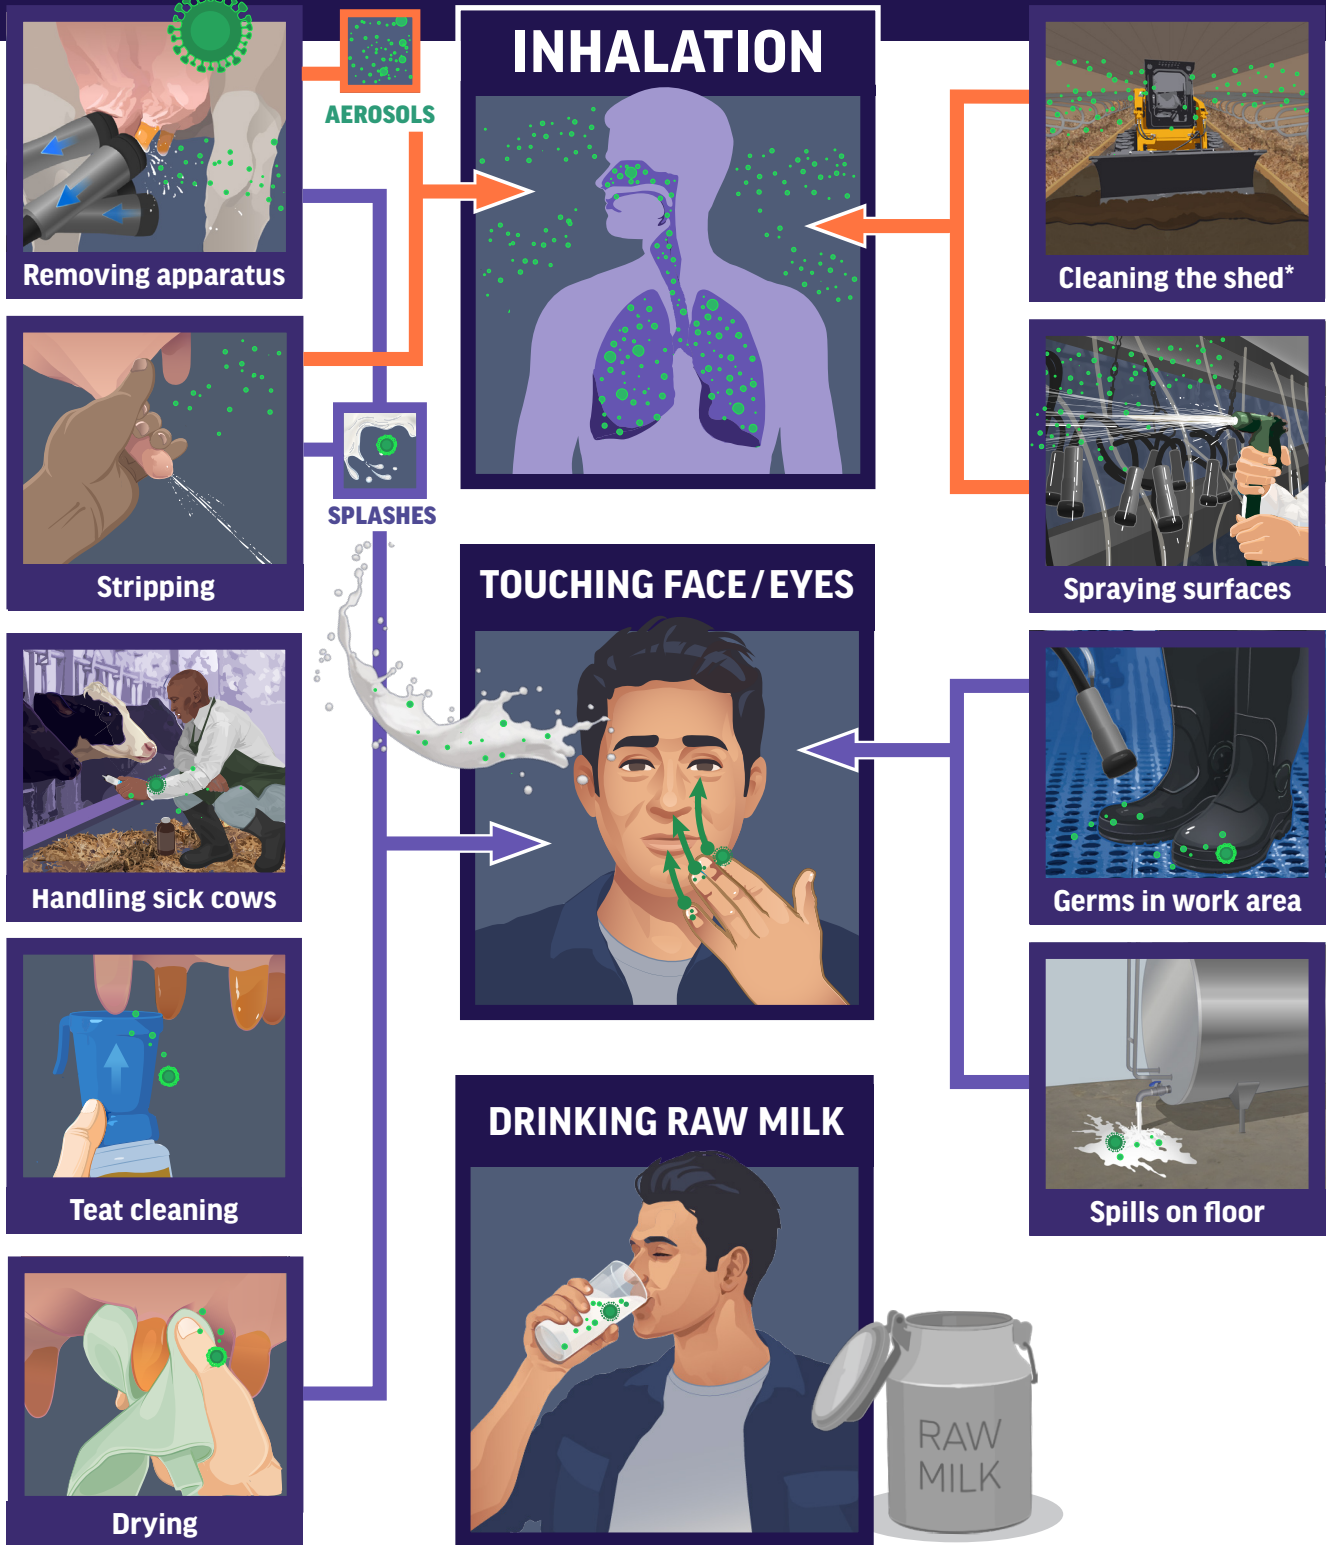 INHALATION
AEROSOLS
Removing apparatus
Cleaning the shed*
SPLASHES
Stripping
Spraying surfaces
TOUCHING FACE/EYES
Handling sick cows
Germs in work area
DRINKING RAW MILK
Teat cleaning
Spills on floor
RAW
MILK
Drying